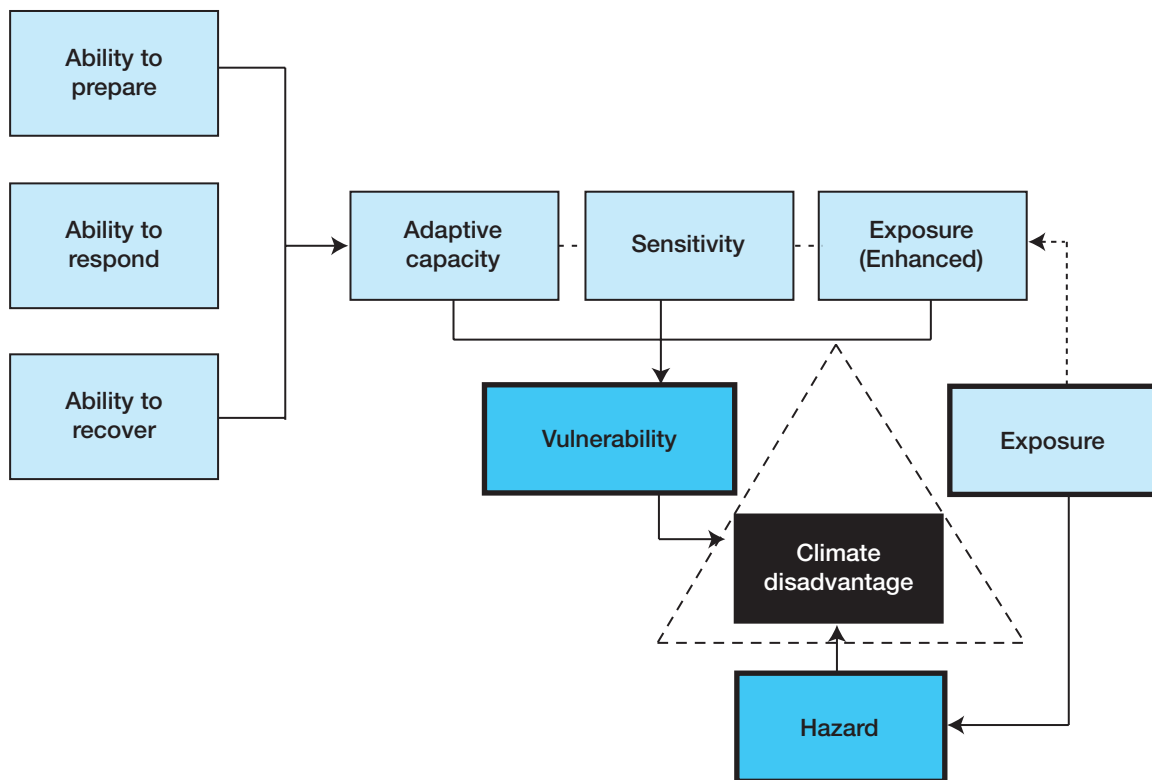 Ability to
prepare
Ability to
respond
Ability to
recover
Adaptive
capacity
Sensitivity
Exposure
(Enhanced)
Vulnerability
Exposure
Climate
disadvantage
Hazard